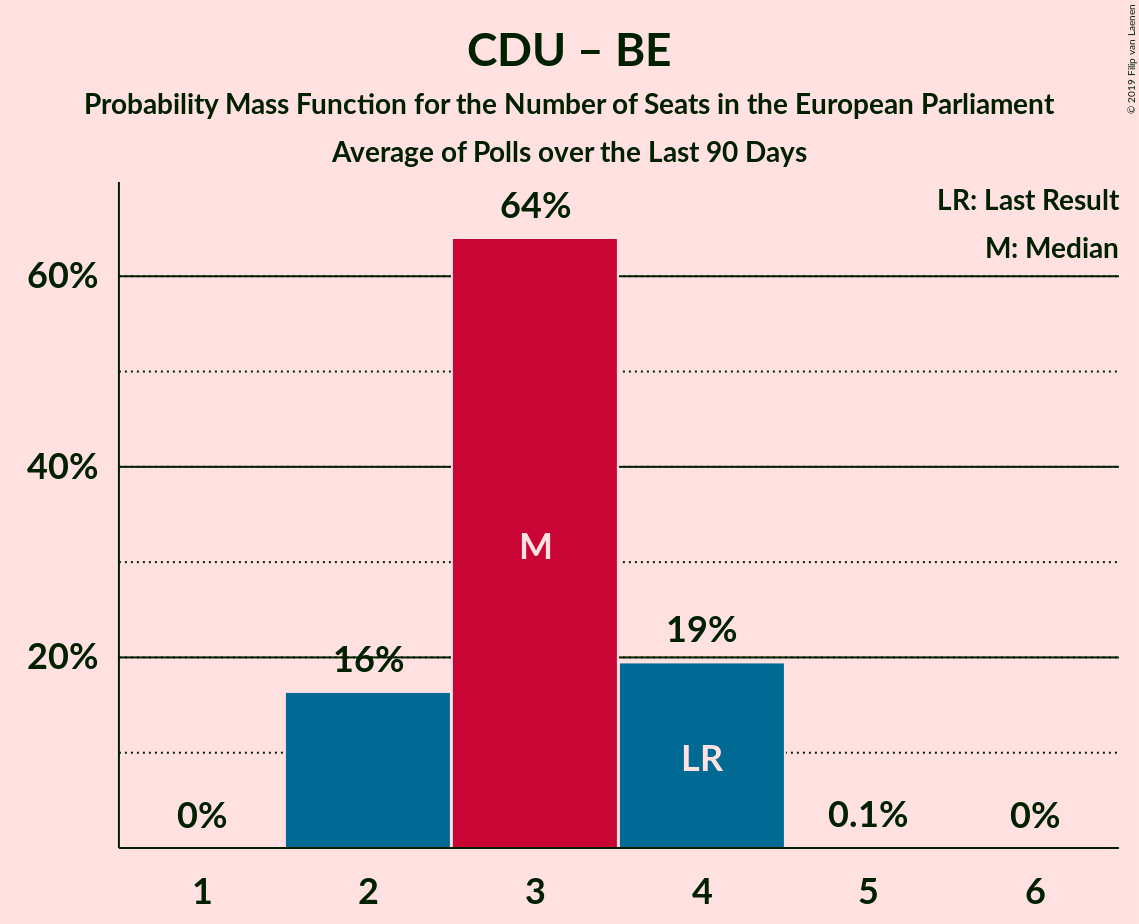 CDU – BE
Probability Mass Function for the Number of Seats in the European Parliament
Average of Polls over the Last 90 Days
© 2019 Filip van Laenen
LR: Last Result
M: Median
64%
60%
40%
M
19%
20%
16%
LR
0%
0.1%
0%
1 2 3 4 5 6